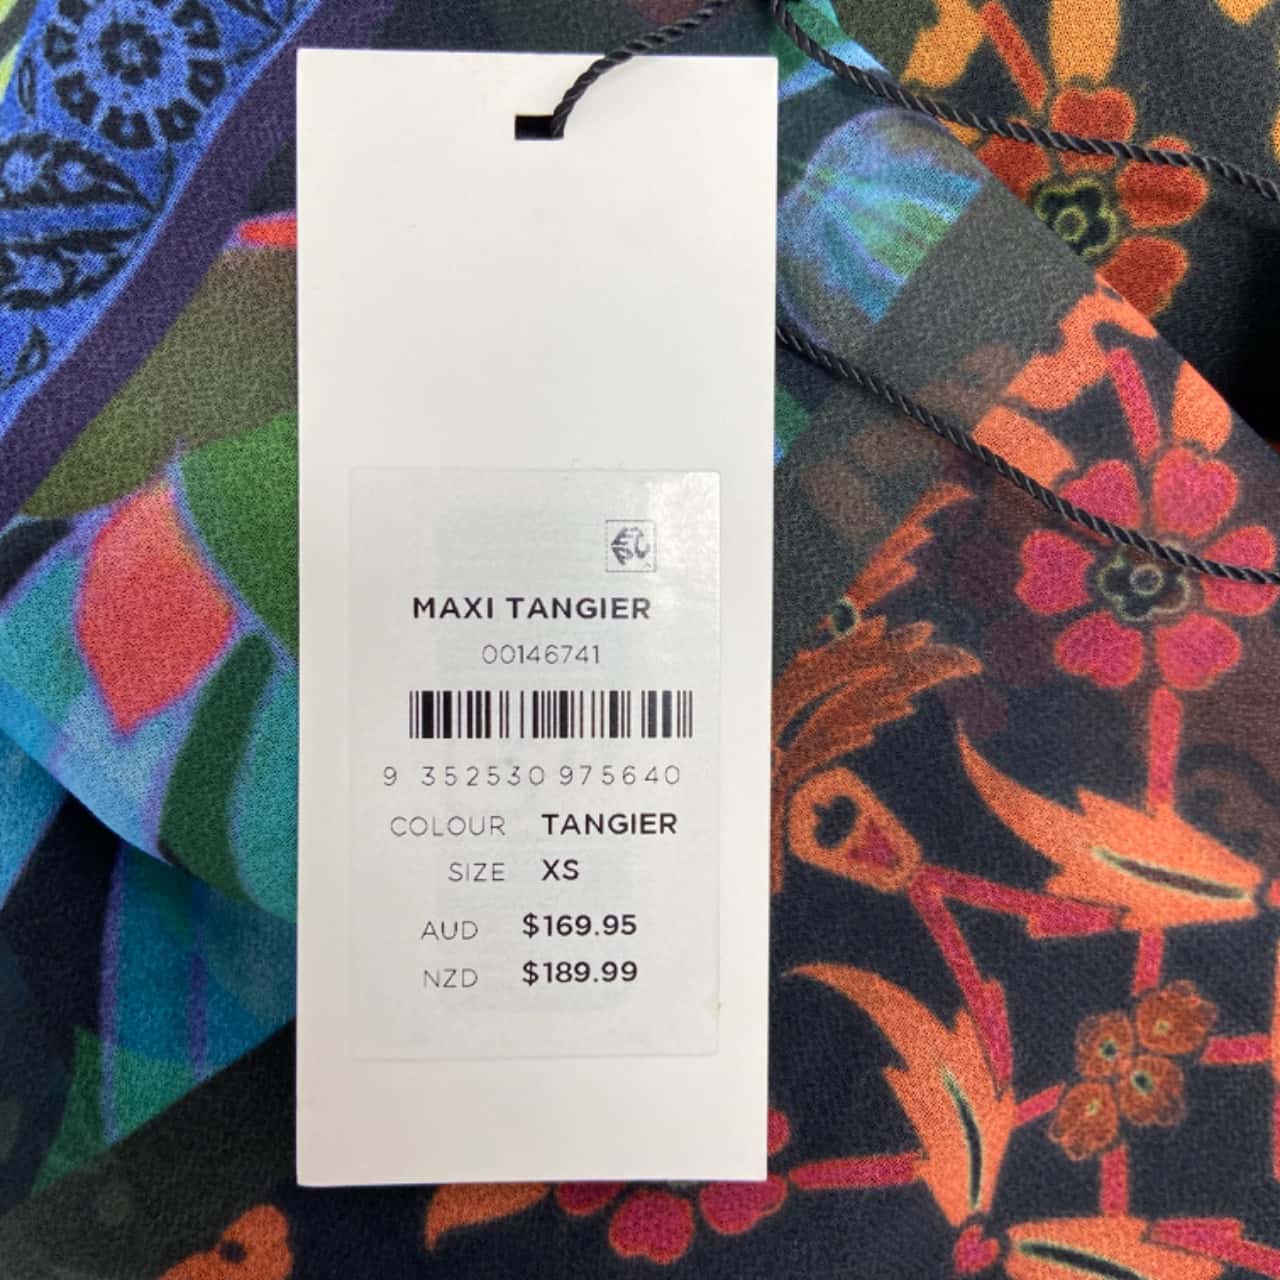 MAXI TANGIER
00146741
9 352530 975640
COLOUR TANGIER
SIZE XS
AUD $169.95
NZD $189.99